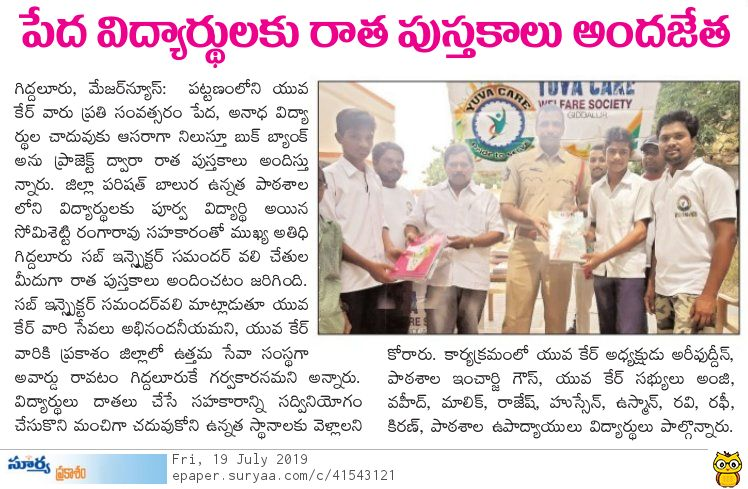 పేద విద్యార్థులకు రాత పుస్తకాలు అందజేత
గిద్దలూరు, మేజర్‌న్యూస్: పట్టణంలోని యువ
కేర్ వారు ప్రతి సంవత్సరం పేద, అనాధ విద్యా
ర్థుల చాదువుకు ఆసరాగా నిలుస్తూ బుక్ బ్యాంక్
అను ప్రాజెక్ట్ ద్వారా రాత పుస్తకాలు అందిస్తు
న్నారు. జిల్లా పరిషత్ బాలుర ఉన్నత పాఠశాల
లోని విద్యార్థులకు పూర్వ విద్యార్థి అయిన
సోమిశెట్టి రంగారావు సహకారంతో ముఖ్య అతిధి
గిద్దలూరు సబ్ ఇన్స్పెక్టర్ సమందర్ వలి చేతుల
మీదుగా రాత పుస్తకాలు అందించటం జరిగింది.
సబ్ ఇన్స్పెక్టర్ సమందర్‌వలి మాట్లాడుతూ యువ
కేర్ వారి సేవలు అభినందనీయమని, యువ కేర్
వారికి ప్రకాశం జిల్లాలో ఉత్తమ సేవా సంస్థగా
అవార్డు రావటం గిద్దలూరుకే గర్వకారనమని అన్నారు.
విద్యార్థులు దాతలు చేసే సహకారాన్ని సద్వినియోగం
చేసుకొని మంచిగా చదువుకోని ఉన్నత స్థానాలకు వెళ్లాలని
YUVA CARE
pride to serve
YUVA CARE
WELFARE SOCIETY
GIDDALUR
కోరారు. కార్యక్రమంలో యువ కేర్ అధ్యక్షుడు అరీఫుద్దీన్,
పాఠశాల ఇంచార్జి గౌస్, యువ కేర్ సభ్యులు అంజి,
వహీద్, మాలిక్, రాజేష్, హుస్సేన్, ఉస్మాన్, రవి, రఫీ,
కిరణ్, పాఠశాల ఉపాద్యాయులు విద్యార్థులు పాల్గొన్నారు.
సూర్య ప్రకాశం
Fri, 19 July 2019
epaper.suryaa.com/c/41543121